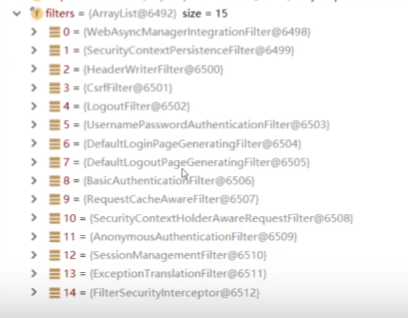 filters = {ArrayList@6492} size = 15
0 = {WebAsyncManagerIntegrationFilter@6498}
1 = {SecurityContextPersistenceFilter@6499}
2 = {HeaderWriterFilter@6500}
3 = {CsrfFilter@6501}
4 = {LogoutFilter@6502}
5 = {UsernamePasswordAuthenticationFilter@6503}
6 = {DefaultLoginPageGeneratingFilter@6504}
7 = {DefaultLogoutPageGeneratingFilter@6505}
8 = {BasicAuthenticationFilter@6506}
9 = {RequestCacheAwareFilter@6507}
10 = {SecurityContextHolderAwareRequestFilter@6508}
11 = {AnonymousAuthenticationFilter@6509}
12 = {SessionManagementFilter@6510}
13 = {ExceptionTranslationFilter@6511}
14 = {FilterSecurityInterceptor@6512}